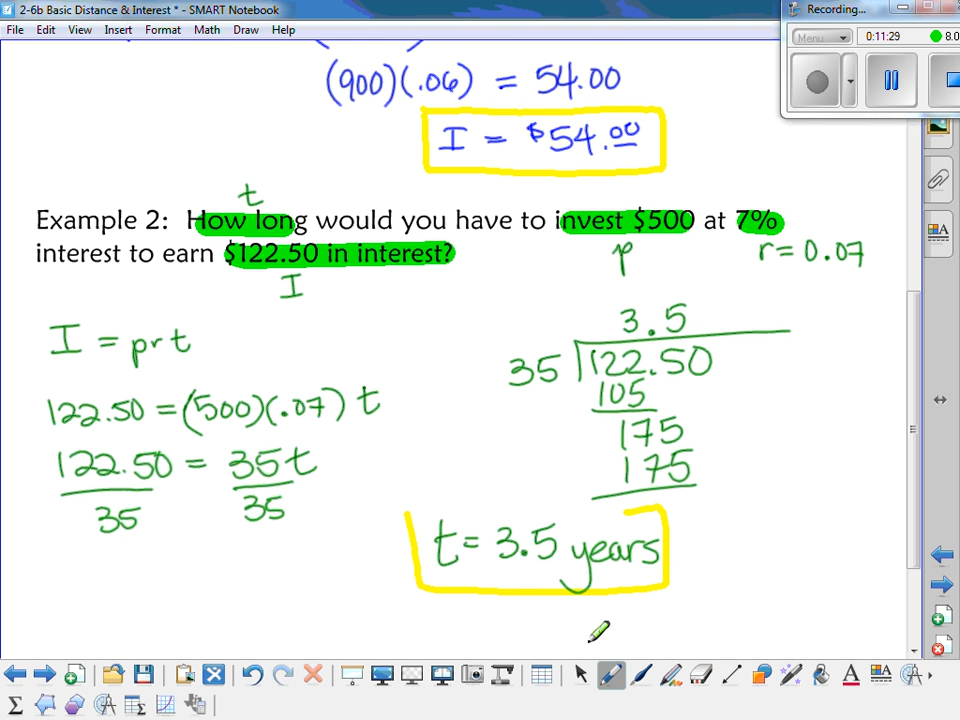 2-6b Basic Distance & Interest * - SMART Notebook
Recording...
File Edit View Insert Format Math Draw Help
Menu
0:11:29
8.0
(900)(.06) = 54.00
I = $54.00
t
Example 2: How long would you have to invest $500 at 7%
interest to earn $122.50 in interest?
p r = 0.07
I
I = prt
122.50 = (500)(.07) t
122.50 = 35t
35 35
3.5
35 122.50
105
175
175
t = 3.5 years